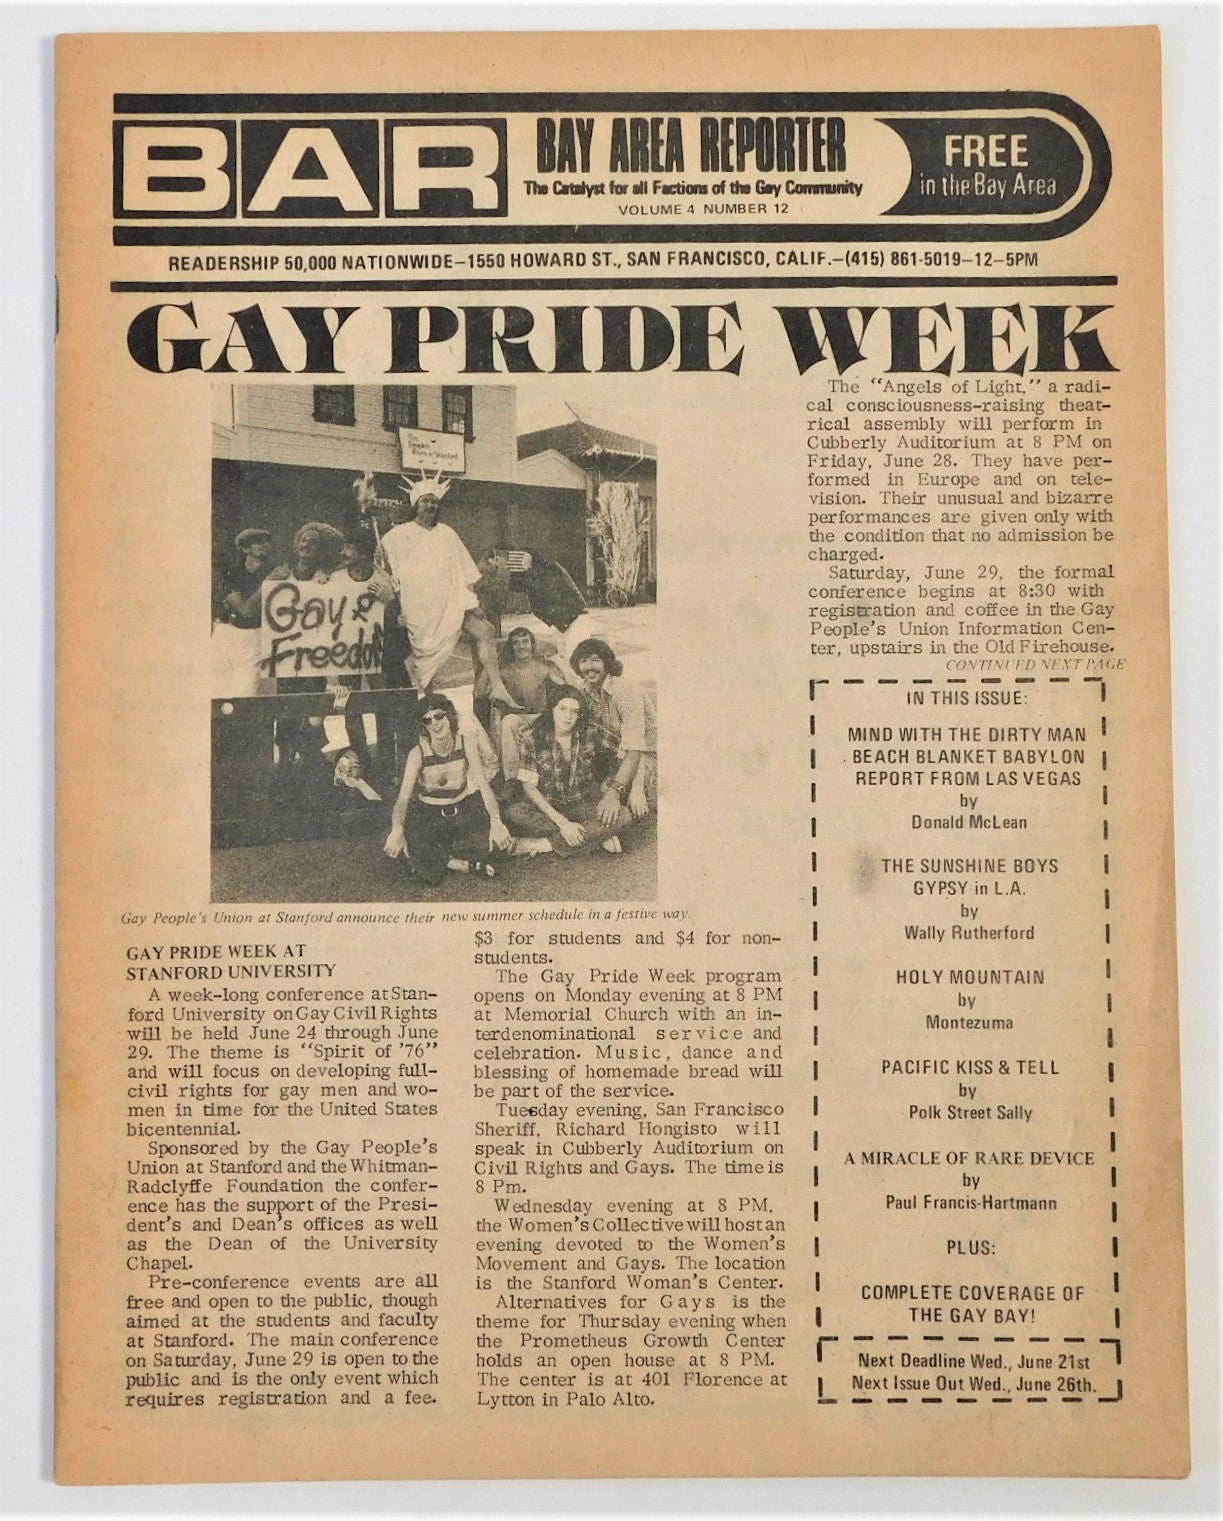 BAR
BAY AREA REPORTER
The Catalyst for all Factions of the Gay Community
VOLUME 4 NUMBER 12
FREE
in the Bay Area
READERSHIP 50,000 NATIONWIDE–1550 HOWARD ST., SAN FRANCISCO, CALIF.–(415) 861-5019–12–5PM
GAY PRIDE WEEK
Gay
Freedom
Gay People's Union at Stanford announce their new summer schedule in a festive way.
GAY PRIDE WEEK AT
STANFORD UNIVERSITY
A week-long conference at Stan-
ford University on Gay Civil Rights
will be held June 24 through June
29. The theme is "Spirit of '76"
and will focus on developing full-
civil rights for gay men and wo-
men in time for the United States
bicentennial.
Sponsored by the Gay People's
Union at Stanford and the Whitman-
Radclyffe Foundation the confer-
ence has the support of the Presi-
dent's and Dean's offices as well
as the Dean of the University
Chapel.
Pre-conference events are all
free and open to the public, though
aimed at the students and faculty
at Stanford. The main conference
on Saturday, June 29 is open to the
public and is the only event which
requires registration and a fee.
$3 for students and $4 for non-
students.
The Gay Pride Week program
opens on Monday evening at 8 PM
at Memorial Church with an in-
terdenominational service and
celebration. Music, dance and
blessing of homemade bread will
be part of the service.
Tuesday evening, San Francisco
Sheriff, Richard Hongisto will
speak in Cubberly Auditorium on
Civil Rights and Gays. The time is
8 Pm.
Wednesday evening at 8 PM,
the Women's Collective will host an
evening devoted to the Women's
Movement and Gays. The location
is the Stanford Woman's Center.
Alternatives for Gays is the
theme for Thursday evening when
the Prometheus Growth Center
holds an open house at 8 PM.
The center is at 401 Florence at
Lytton in Palo Alto.
The "Angels of Light," a radi-
cal consciousness-raising theat-
rical assembly will perform in
Cubberly Auditorium at 8 PM on
Friday, June 28. They have per-
formed in Europe and on tele-
vision. Their unusual and bizarre
performances are given only with
the condition that no admission be
charged.
Saturday, June 29, the formal
conference begins at 8:30 with
registration and coffee in the Gay
People's Union Information Cen-
ter, upstairs in the Old Firehouse.
CONTINUED NEXT PAGE
IN THIS ISSUE:
MIND WITH THE DIRTY MAN
BEACH BLANKET BABYLON
REPORT FROM LAS VEGAS
by
Donald McLean
THE SUNSHINE BOYS
GYPSY in L.A.
by
Wally Rutherford
HOLY MOUNTAIN
by
Montezuma
PACIFIC KISS & TELL
by
Polk Street Sally
A MIRACLE OF RARE DEVICE
by
Paul Francis-Hartmann
PLUS:
COMPLETE COVERAGE OF
THE GAY BAY!
Next Deadline Wed., June 21st
Next Issue Out Wed., June 26th.